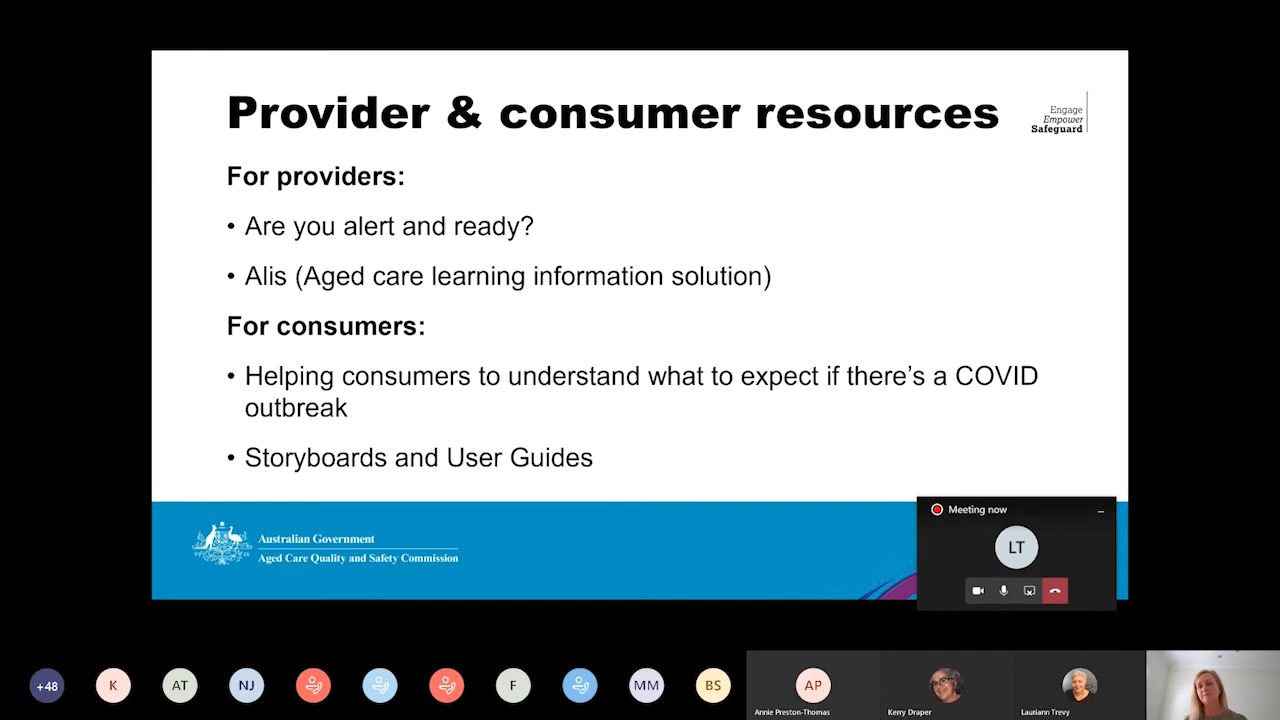 Provider & consumer resources
Engage
Empower
Safeguard
For providers:
• Are you alert and ready?
• Alis (Aged care learning information solution)
For consumers:
• Helping consumers to understand what to expect if there’s a COVID
outbreak
• Storyboards and User Guides
Australian Government
Aged Care Quality and Safety Commission
Meeting now
LT
+48
K
AT
NJ
F
MM
BS
AP
Annie Preston-Thomas
Kerry Draper
Lauriann Trevy